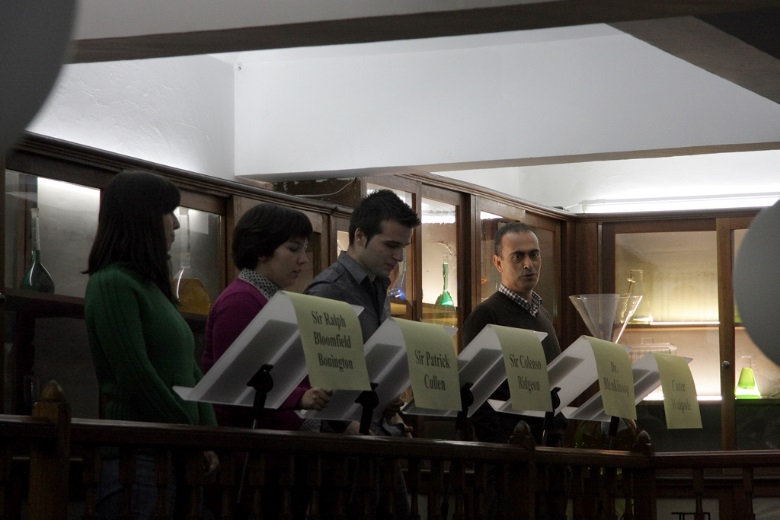 Sir Ralph
Bloomfield
Bonington
Sir Patrick
Cullen
Sir Colenso
Ridgeon
Dr.
Blenkinsop
Cutler
Walpole